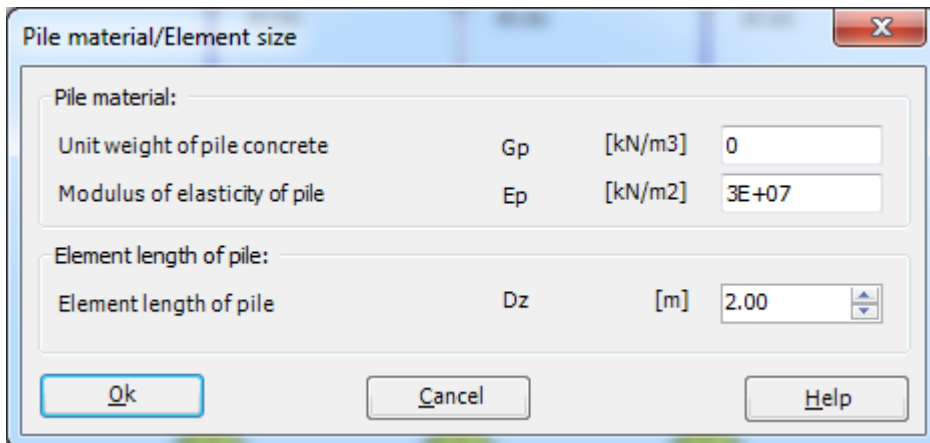 Pile material/Element size
Pile material:
Unit weight of pile concrete Gp [kN/m3] 0
Modulus of elasticity of pile Ep [kN/m2] 3E+07
Element length of pile:
Element length of pile Dz [m] 2.00
Ok Cancel Help